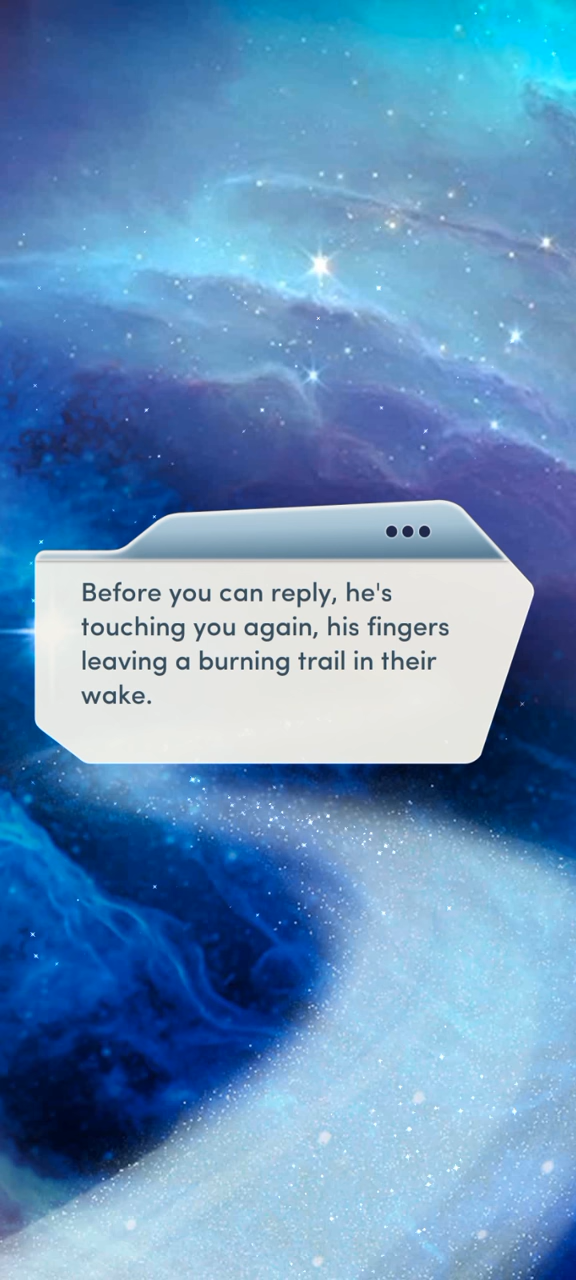 Before you can reply, he's
touching you again, his fingers
leaving a burning trail in their
wake.